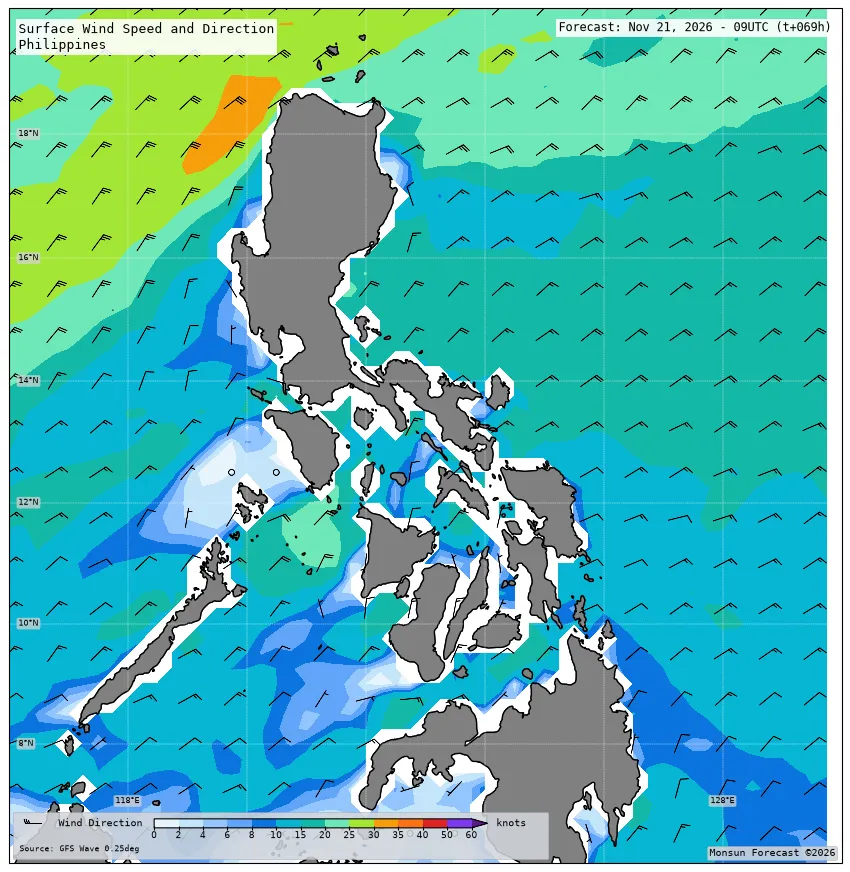 Surface Wind Speed and Direction
Philippines
Forecast: Nov 21, 2026 - 09UTC (t+069h)
18°N
16°N
14°N
12°N
10°N
8°N
118°E
128°E
Wind Direction
0 2 4 6 8 10 15 20 25 30 35 40 50 60 knots
Source: GFS Wave 0.25deg
Monsun Forecast ©2026